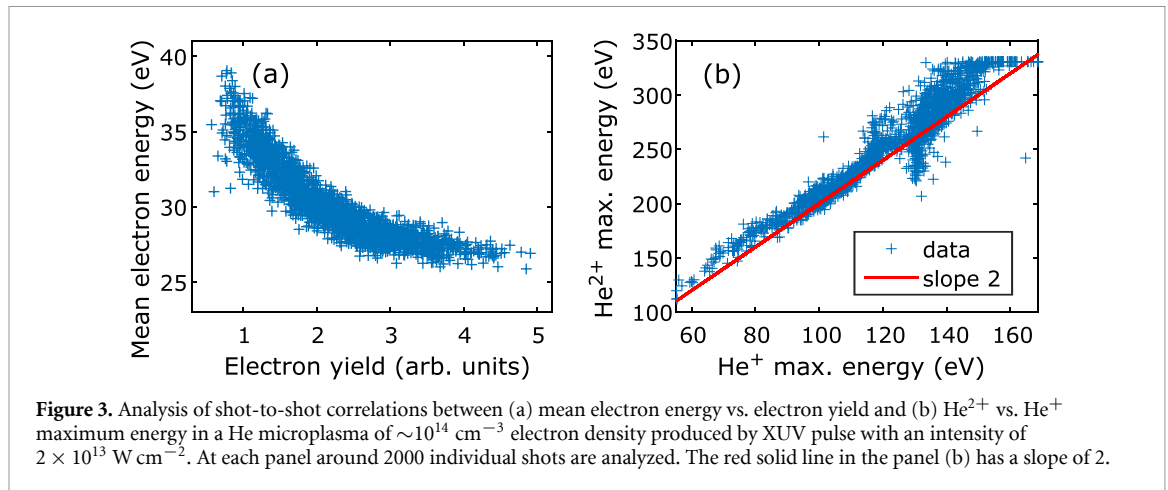 (a)
Mean electron energy (eV)
40
35
30
25
1 2 3 4 5
Electron yield (arb. units)
(b)
He²⁺ max. energy (eV)
350
300
250
200
150
100
data
slope 2
60 80 100 120 140 160
He⁺ max. energy (eV)
Figure 3. Analysis of shot-to-shot correlations between (a) mean electron energy vs. electron yield and (b) He²⁺ vs. He⁺
maximum energy in a He microplasma of ∼10¹⁴ cm⁻³ electron density produced by XUV pulse with an intensity of
2 × 10¹³ W cm⁻². At each panel around 2000 individual shots are analyzed. The red solid line in the panel (b) has a slope of 2.